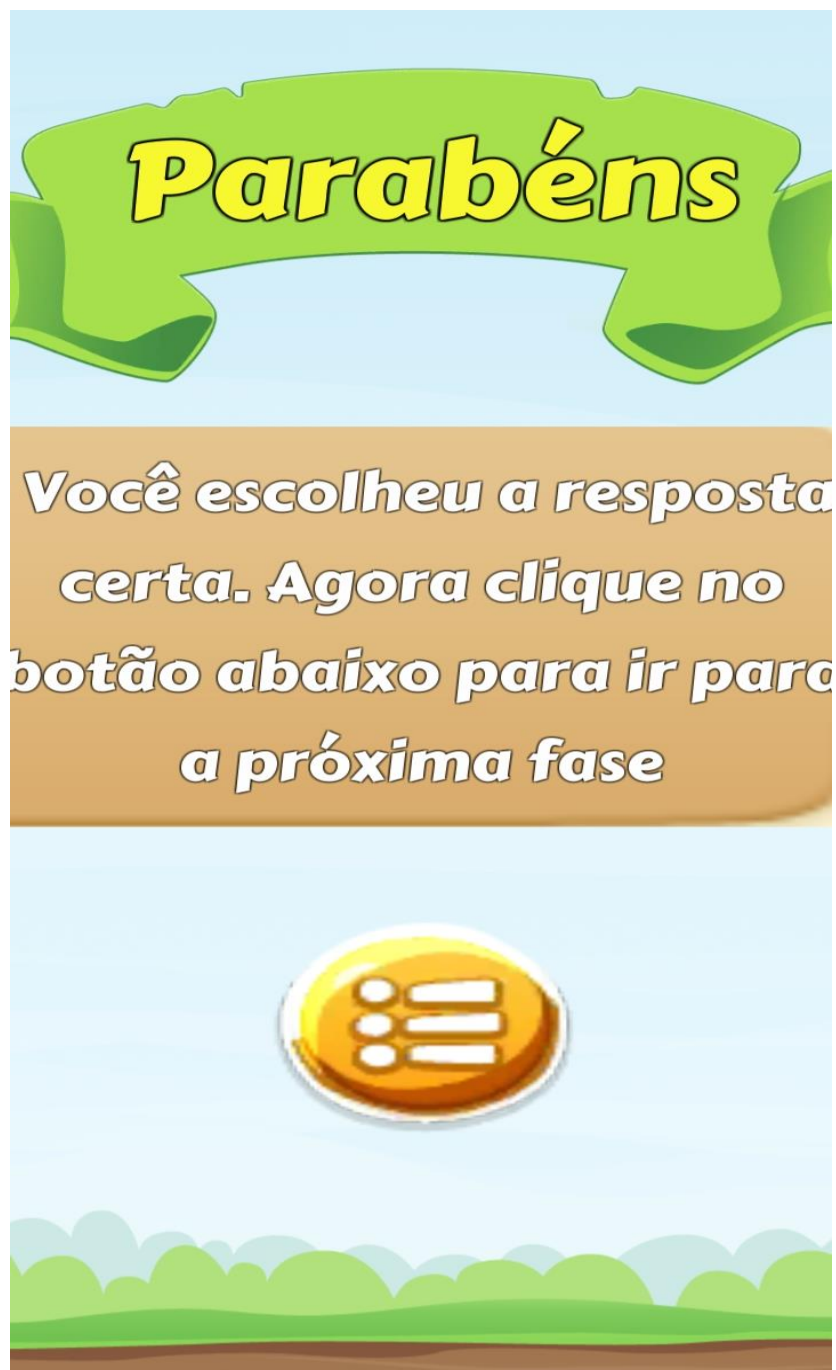 Parabéns
Você escolheu a resposta
certa. Agora clique no
botão abaixo para ir para
a próxima fase